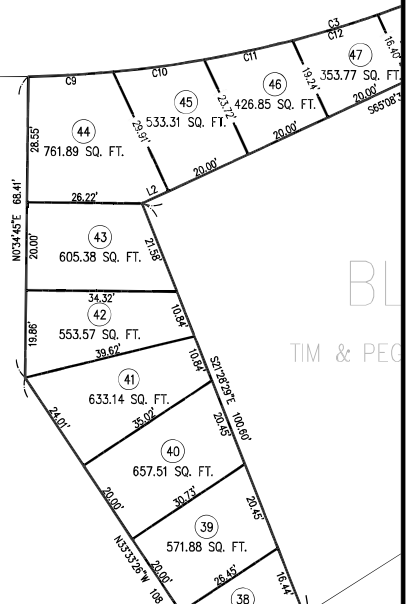 C3
C12
C11
C10
C9
47
353.77 SQ. FT.
16.40'
19.24'
20.00'
46
426.85 SQ. FT.
23.72'
20.00'
45
533.31 SQ. FT.
29.91'
20.00'
L2
44
761.89 SQ. FT.
28.55'
26.22'
N0°34'45"E 68.41'
43
605.38 SQ. FT.
20.00'
21.58'
34.32'
42
553.57 SQ. FT.
19.86'
10.84'
39.62'
10.84'
41
633.14 SQ. FT.
24.01'
35.02'
S21°28'29"E 100.60'
20.45'
40
657.51 SQ. FT.
20.00'
30.73'
20.45'
39
571.88 SQ. FT.
N33°33'26"W 108
20.00'
26.45'
16.44'
38
S65°08'3
BL
TIM & PEG